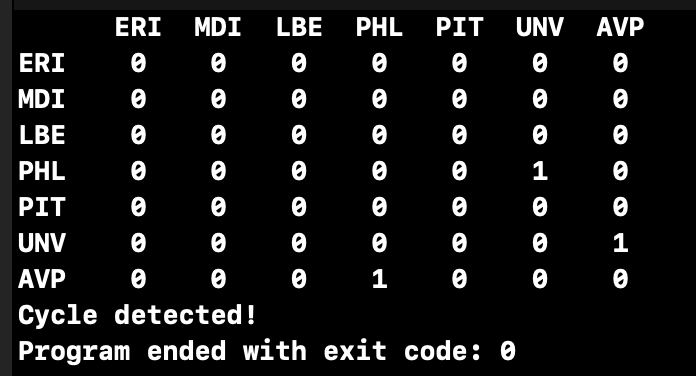 ERI MDI LBE PHL PIT UNV AVP
ERI 0 0 0 0 0 0 0
MDI 0 0 0 0 0 0 0
LBE 0 0 0 0 0 0 0
PHL 0 0 0 0 0 1 0
PIT 0 0 0 0 0 0 0
UNV 0 0 0 0 0 0 1
AVP 0 0 0 1 0 0 0
Cycle detected!
Program ended with exit code: 0